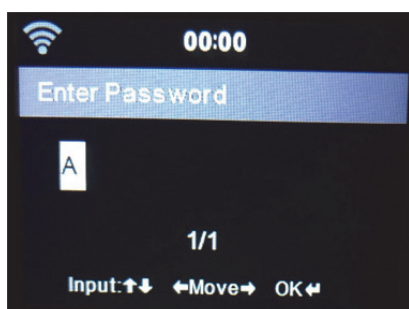 00:00
Enter Password
A
1/1
Input:↑↓ ←Move→ OK↵